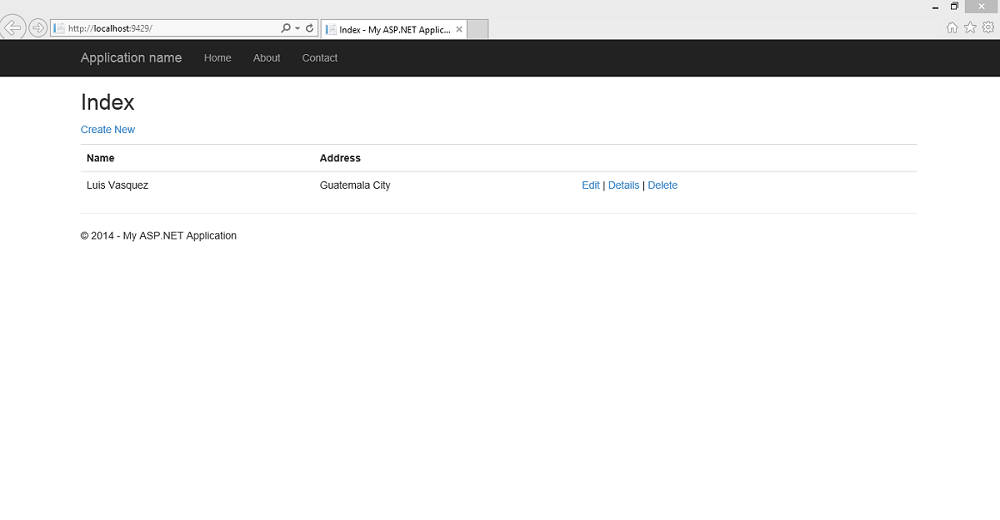 http://localhost:9429/
Index - My ASP.NET Applic...
Application name Home About Contact
Index
Create New
Name Address
Luis Vasquez Guatemala City Edit | Details | Delete
© 2014 - My ASP.NET Application